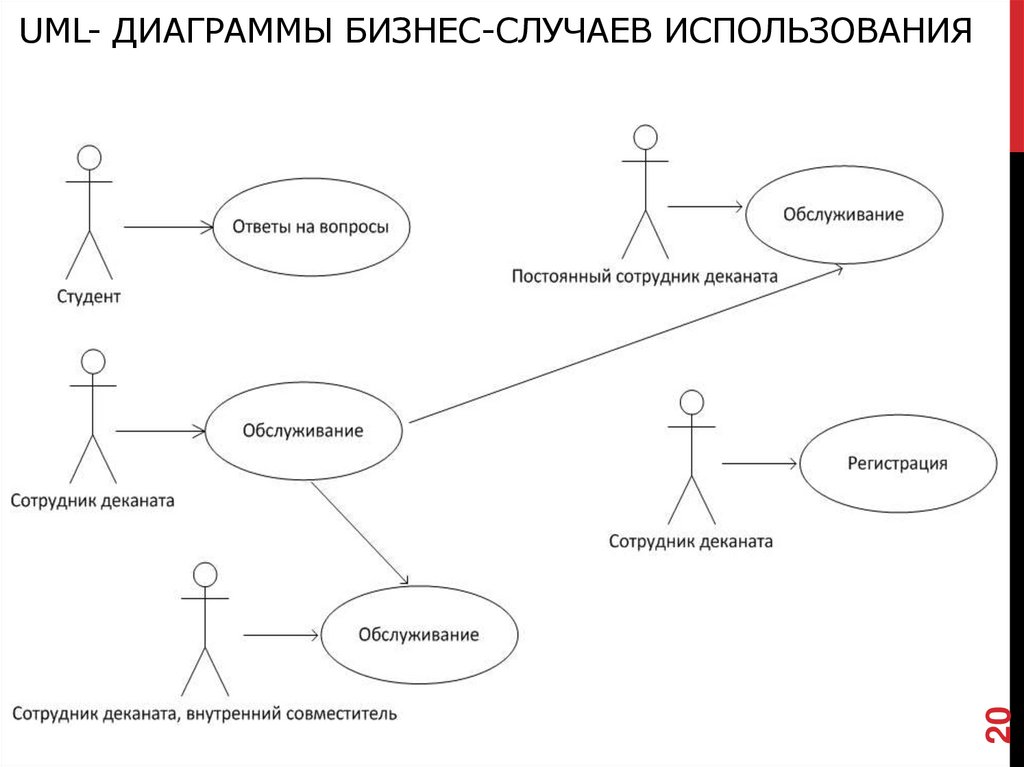 UML- ДИАГРАММЫ БИЗНЕС-СЛУЧАЕВ ИСПОЛЬЗОВАНИЯ
Ответы на вопросы
Студент
Обслуживание
Постоянный сотрудник деканата
Обслуживание
Сотрудник деканата
Регистрация
Сотрудник деканата
Обслуживание
Сотрудник деканата, внутренний совместитель
20